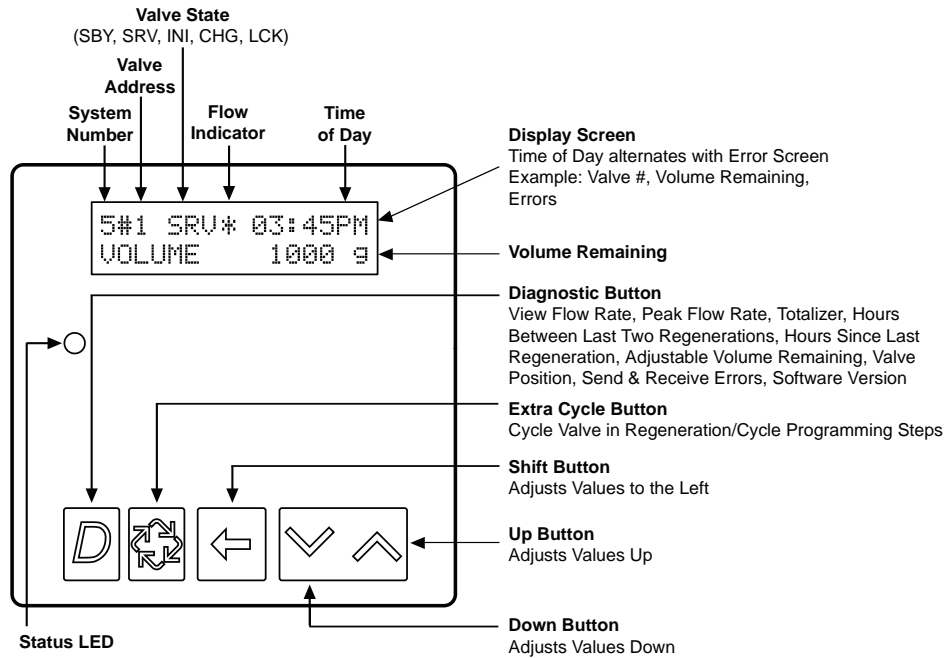 Valve State
(SBY, SRV, INI, CHG, LCK)
Valve
Address
System
Number
Flow
Indicator
Time
of Day
5#1 SRV* 03:45PM
VOLUME 1000 g
Display Screen
Time of Day alternates with Error Screen
Example: Valve #, Volume Remaining,
Errors
Volume Remaining
Diagnostic Button
View Flow Rate, Peak Flow Rate, Totalizer, Hours
Between Last Two Regenerations, Hours Since Last
Regeneration, Adjustable Volume Remaining, Valve
Position, Send & Receive Errors, Software Version
Extra Cycle Button
Cycle Valve in Regeneration/Cycle Programming Steps
Shift Button
Adjusts Values to the Left
D
Up Button
Adjusts Values Up
Down Button
Adjusts Values Down
Status LED